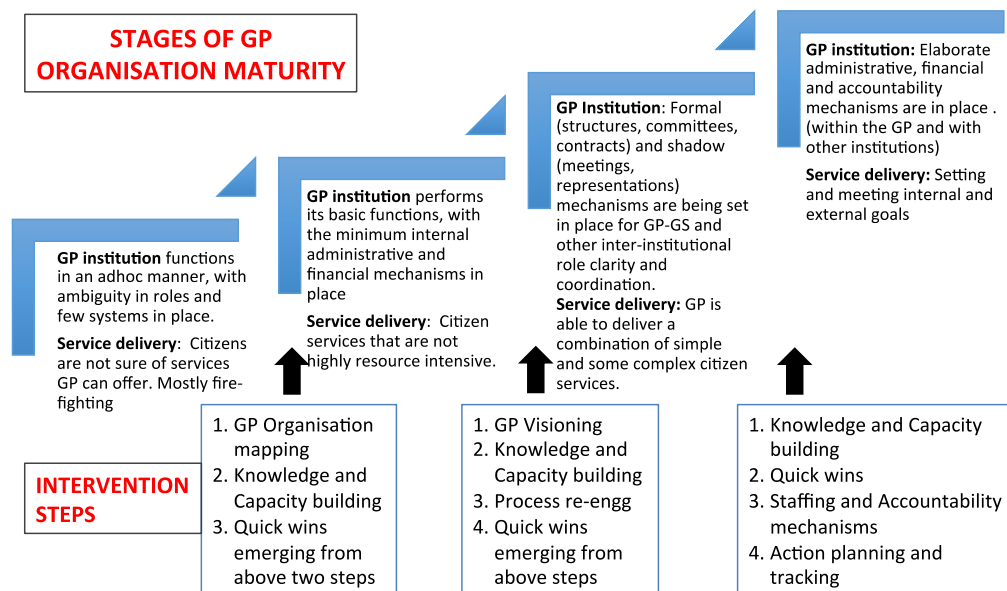 STAGES OF GP
ORGANISATION MATURITY
GP institution functions
in an adhoc manner, with
ambiguity in roles and
few systems in place.
Service delivery:  Citizens
are not sure of services
GP can offer. Mostly fire-
fighting
GP institution performs
its basic functions, with
the minimum internal
administrative and
financial mechanisms in
place
Service delivery:  Citizen
services that are not
highly resource intensive.
GP Institution: Formal
(structures, committees,
contracts) and shadow
(meetings,
representations)
mechanisms are being set
in place for GP-GS and
other inter-institutional
role clarity and
coordination.
Service delivery: GP is
able to deliver a
combination of simple
and some complex citizen
services.
GP institution: Elaborate
administrative, financial
and accountability
mechanisms are in place .
(within the GP and with
other institutions)
Service delivery: Setting
and meeting internal and
external goals
INTERVENTION
STEPS
1. GP Organisation
mapping
2. Knowledge and
Capacity building
3. Quick wins
emerging from
above two steps
1. GP Visioning
2. Knowledge and
Capacity building
3. Process re-engg
4. Quick wins
emerging from
above steps
1. Knowledge and Capacity
building
2. Quick wins
3. Staffing and Accountability
mechanisms
4. Action planning and
tracking